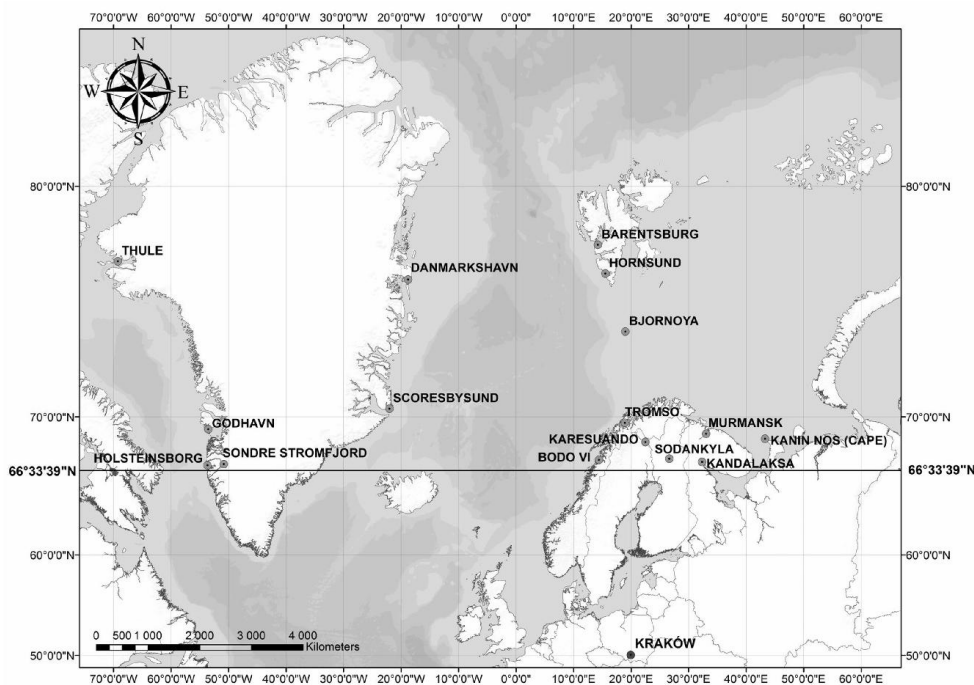 70°0'0"W 60°0'0"W 50°0'0"W 40°0'0"W 30°0'0"W 20°0'0"W 10°0'0"W 0°0'0" 10°0'0"E 20°0'0"E 30°0'0"E 40°0'0"E 50°0'0"E 60°0'0"E
N
W E
S
80°0'0"N 80°0'0"N
BARENTSBURG
THULE
HORNSUND
DANMARKSHAVN
BJORNOYA
SCORESBYSUND
70°0'0"N 70°0'0"N
TROMSO
GODHAVN
MURMANSK
KARESUANDO
KANIN NOS (CAPE)
SODANKYLA
SONDRE STROMFJORD
HOLSTEINSBORG
BODO VI
KANDALAKSA
66°33'39"N 66°33'39"N
60°0'0"N 60°0'0"N
0 500 1 000 2 000 3 000 4 000
Kilometers
KRAKÓW
50°0'0"N 50°0'0"N
70°0'0"W 60°0'0"W 50°0'0"W 40°0'0"W 30°0'0"W 20°0'0"W 10°0'0"W 0°0'0" 10°0'0"E 20°0'0"E 30°0'0"E 40°0'0"E 50°0'0"E 60°0'0"E